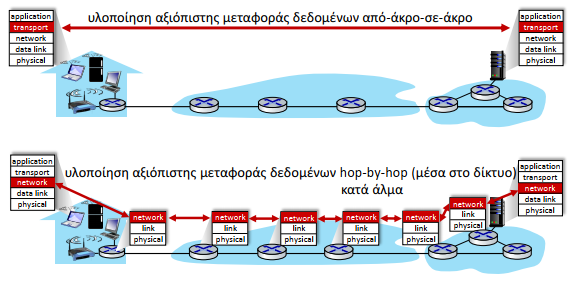 υλοποίηση αξιόπιστης μεταφοράς δεδομένων από-άκρο-σε-άκρο
application
transport
network
data link
physical
application
transport
network
data link
physical
υλοποίηση αξιόπιστης μεταφοράς δεδομένων hop-by-hop (μέσα στο δίκτυο)
κατά άλμα
application
transport
network
data link
physical
network
link
physical
network
link
physical
network
link
physical
network
link
physical
network
link
physical
network
link
physical
application
transport
network
data link
physical